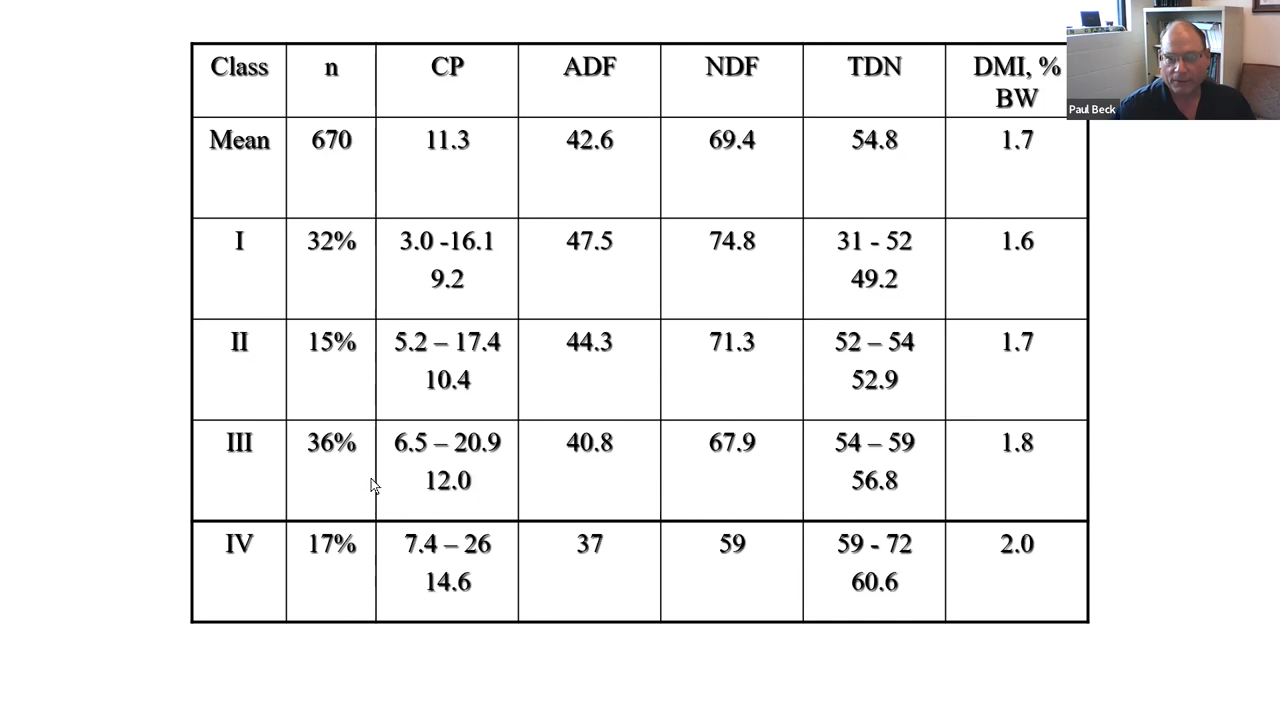 Class n CP ADF NDF TDN DMI, %
BW
Paul Beck
Mean 670 11.3 42.6 69.4 54.8 1.7
I 32% 3.0 -16.1 47.5 74.8 31 - 52 1.6
9.2 49.2
II 15% 5.2 – 17.4 44.3 71.3 52 – 54 1.7
10.4 52.9
III 36% 6.5 – 20.9 40.8 67.9 54 – 59 1.8
12.0 56.8
IV 17% 7.4 – 26 37 59 59 - 72 2.0
14.6 60.6